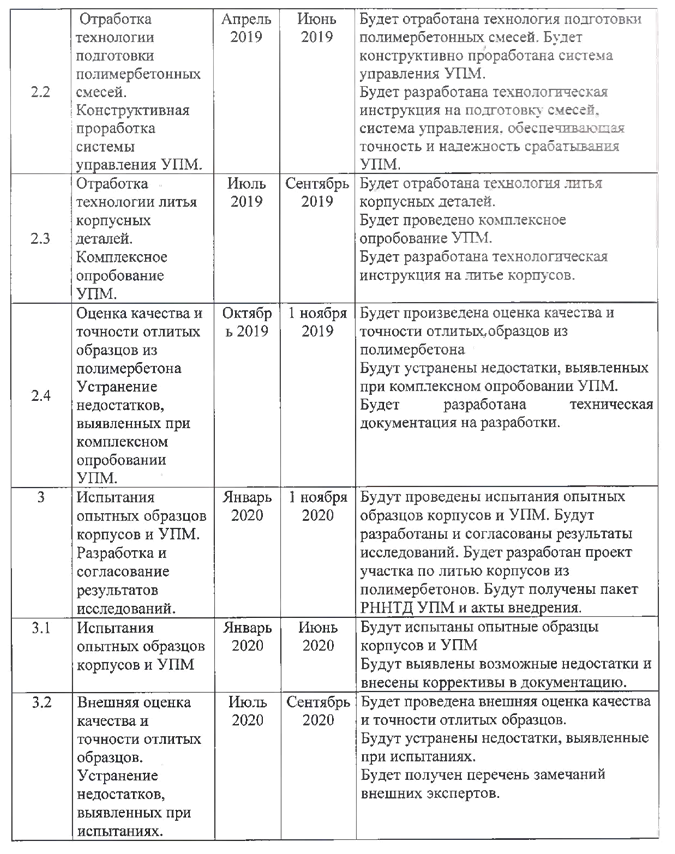 2.2
Отработка
технологии
подготовки
полимербетонных
смесей.
Конструктивная
проработка
системы
управления УПМ.
Апрель
2019
Июнь
2019
Будет отработана технология подготовки
полимербетонных смесей. Будет
конструктивно проработана система
управления УПМ.
Будет разработана технологическая
инструкция на подготовку смесей,
система управления, обеспечивающая
точность и надежность срабатывания
УПМ.
2.3
Отработка
технологии литья
корпусных
деталей.
Комплексное
опробование
УПМ.
Июль
2019
Сентябрь
2019
Будет отработана технология литья
корпусных деталей.
Будет проведено комплексное
опробование УПМ.
Будет разработана технологическая
инструкция на литье корпусов.
2.4
Оценка качества и
точности отлитых
образцов из
полимербетона
Устранение
недостатков,
выявленных при
комплексном
опробовании
УПМ.
Октябр
ь 2019
1 ноября
2019
Будет произведена оценка качества и
точности отлитых образцов из
полимербетона
Будут устранены недостатки, выявленных
при комплексном опробовании УПМ.
Будет разработана техническая
документация на разработки.
3
Испытания
опытных образцов
корпусов и УПМ.
Разработка и
согласование
результатов
исследований.
Январь
2020
1 ноября
2020
Будут проведены испытания опытных
образцов корпусов и УПМ. Будут
разработаны и согласованы результаты
исследований. Будет разработан проект
участка по литью корпусов из
полимербетонов. Будут получены пакет
РННТД УПМ и акты внедрения.
3.1
Испытания
опытных образцов
корпусов и УПМ
Январь
2020
Июнь
2020
Будут испытаны опытные образцы
корпусов и УПМ
Будут выявлены возможные недостатки и
внесены коррективы в документацию.
3.2
Внешняя оценка
качества и
точности отлитых
образцов.
Устранение
недостатков,
выявленных при
испытаниях.
Июль
2020
Сентябрь
2020
Будет проведена внешняя оценка качества
и точности отлитых образцов.
Будут устранены недостатки, выявленные
при испытаниях.
Будет получен перечень замечаний
внешних экспертов.